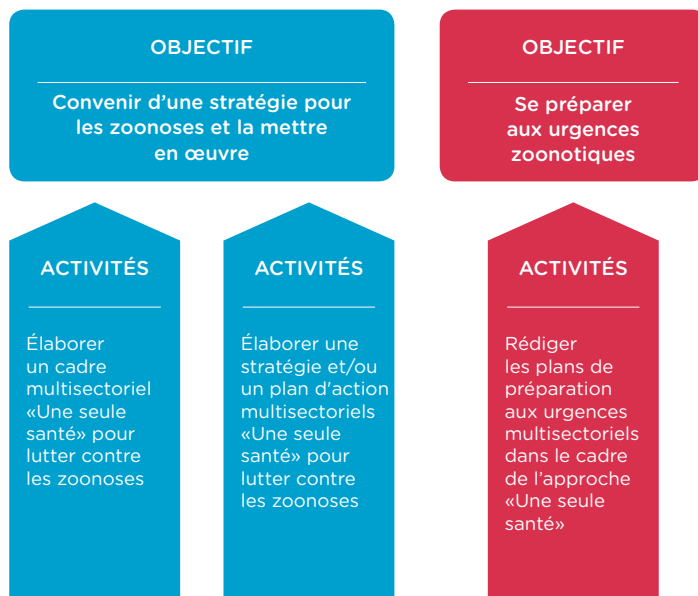 OBJECTIF
Convenir d’une stratégie pour
les zoonoses et la mettre
en œuvre
OBJECTIF
Se préparer
aux urgences
zoonotiques
ACTIVITÉS
Élaborer
un cadre
multisectoriel
«Une seule
santé» pour
lutter contre
les zoonoses
ACTIVITÉS
Élaborer une
stratégie et/ou
un plan d'action
multisectoriels
«Une seule
santé» pour
lutter contre
les zoonoses
ACTIVITÉS
Rédiger
les plans de
préparation
aux urgences
multisectoriels
dans le cadre
de l’approche
«Une seule
santé»